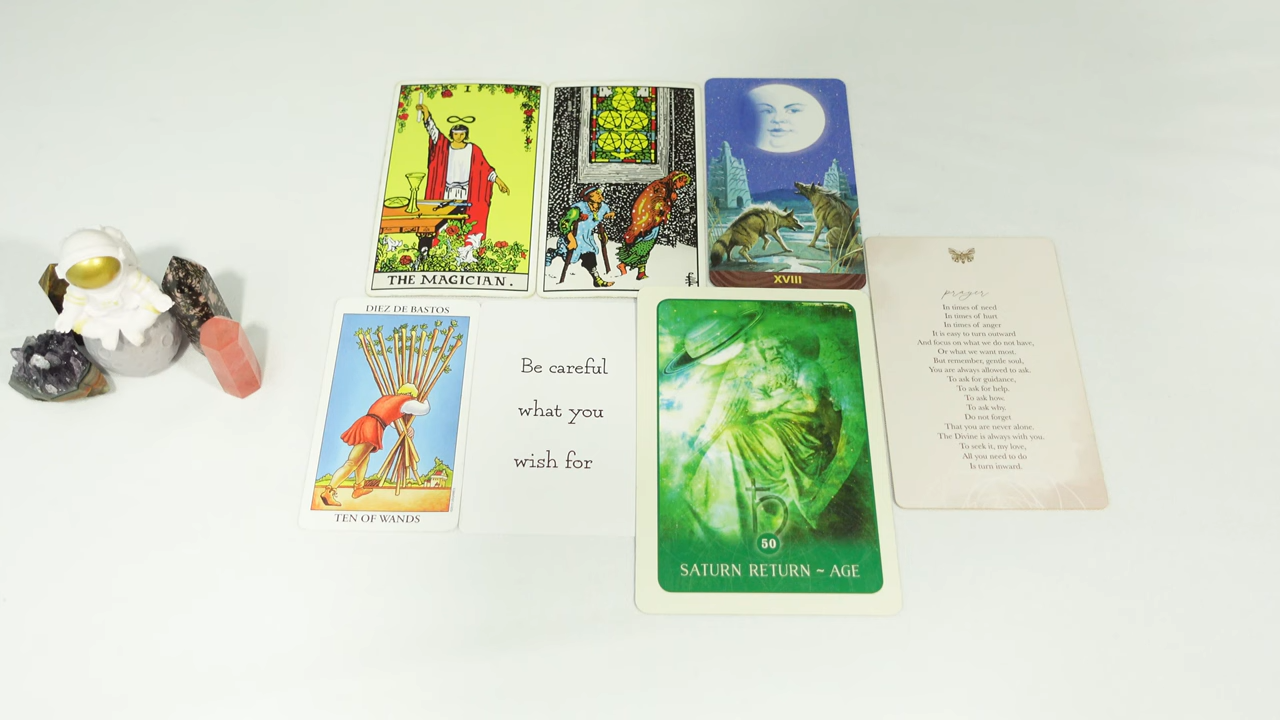 I
THE MAGICIAN.
XVIII
DIEZ DE BASTOS
TEN OF WANDS
Be careful
what you
wish for
50
SATURN RETURN ~ AGE
prayer
In times of need
In times of hurt
In times of anger
It is easy to turn outward
And focus on what we do not have,
Or what we want most.
But remember, gentle soul,
You are always allowed to ask.
To ask for guidance,
To ask for help.
To ask how.
To ask why.
Do not forget
That you are never alone.
The Divine is always with you.
To seek it, my love,
All you need to do
Is turn inward.